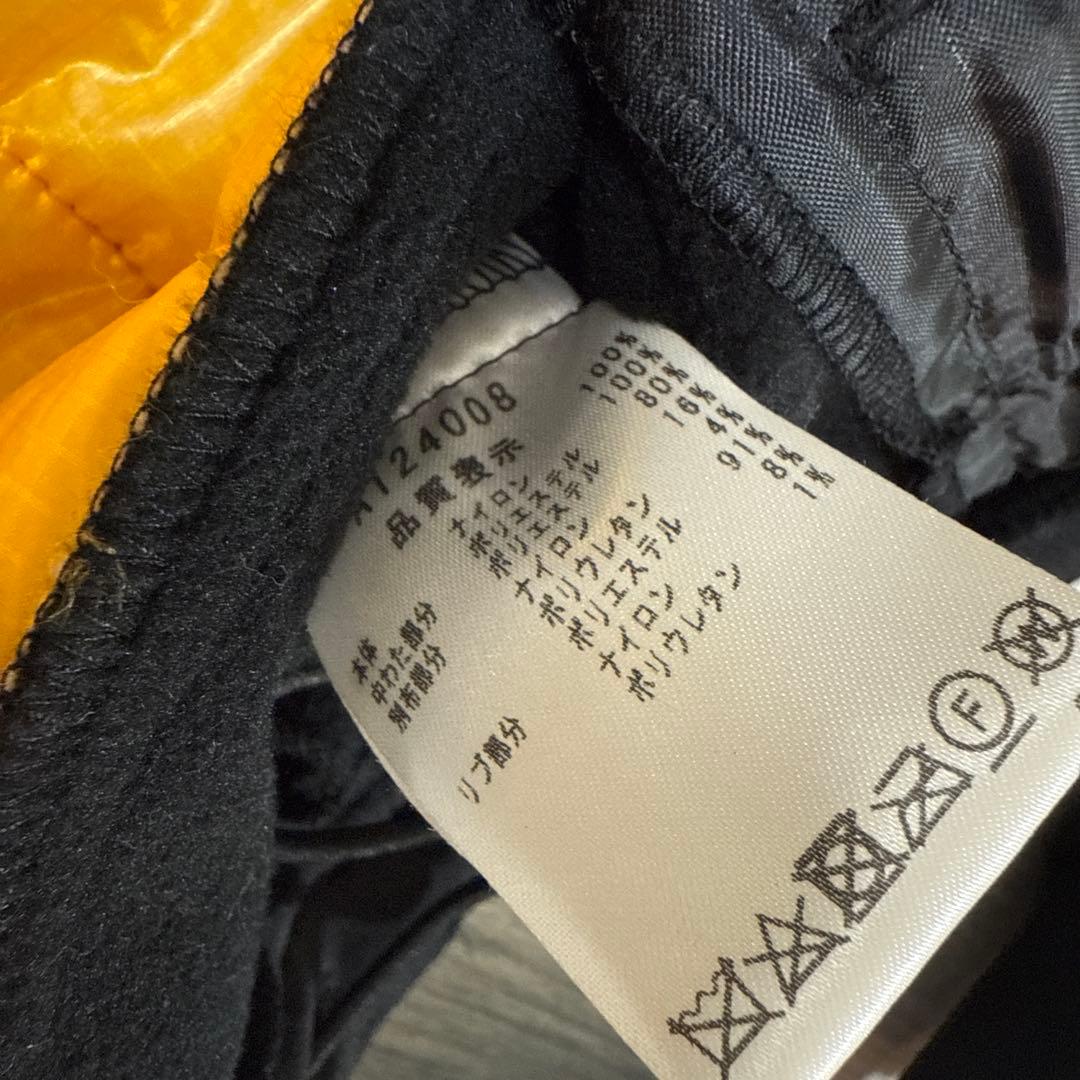 124008
品質表示
本体 ナイロン 100%
中わた部分 ポリエステル 100%
別布部分 ポリエステル 80%
ナイロン 16%
ポリウレタン 4%
リブ部分 ポリエステル 91%
ナイロン 8%
ポリウレタン 1%
W
F